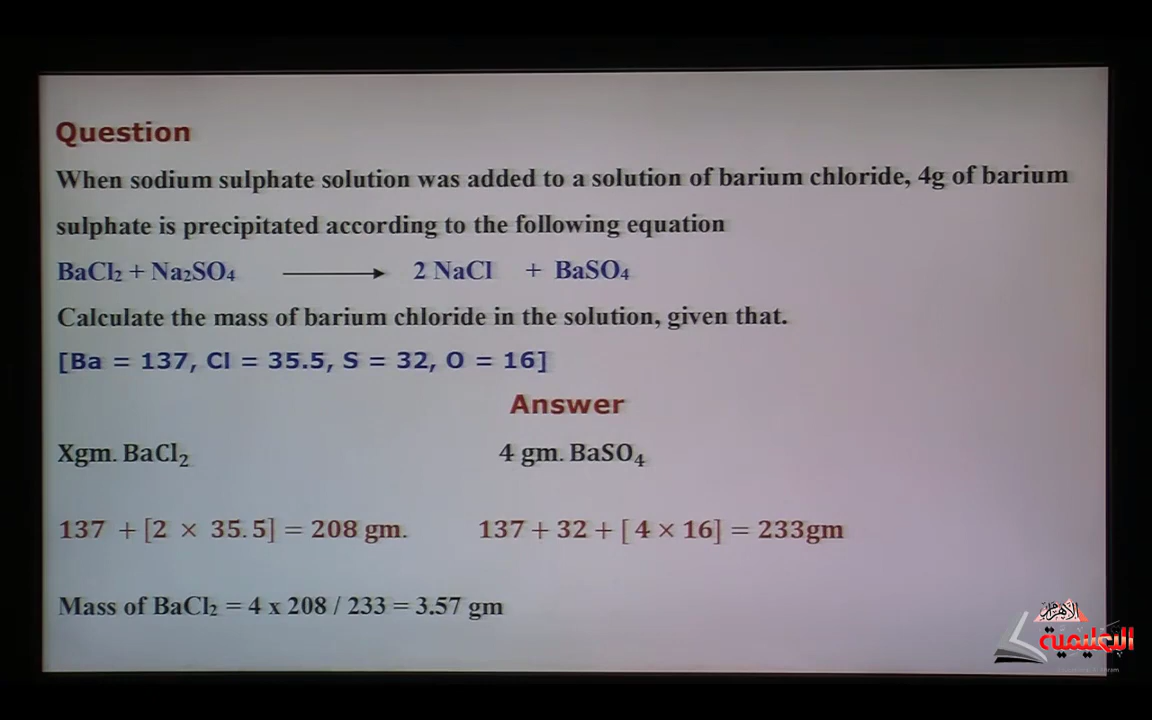 Question
When sodium sulphate solution was added to a solution of barium chloride, 4g of barium
sulphate is precipitated according to the following equation
BaCl₂ + Na₂SO₄ ⟶ 2 NaCl + BaSO₄
Calculate the mass of barium chloride in the solution, given that.
[Ba = 137, Cl = 35.5, S = 32, O = 16]
Answer
Xgm. BaCl₂ 4 gm. BaSO₄
137 + [2 × 35.5] = 208 gm. 137 + 32 + [ 4 × 16] = 233gm
Mass of BaCl₂ = 4 x 208 / 233 = 3.57 gm
الأهرام
التعليمية